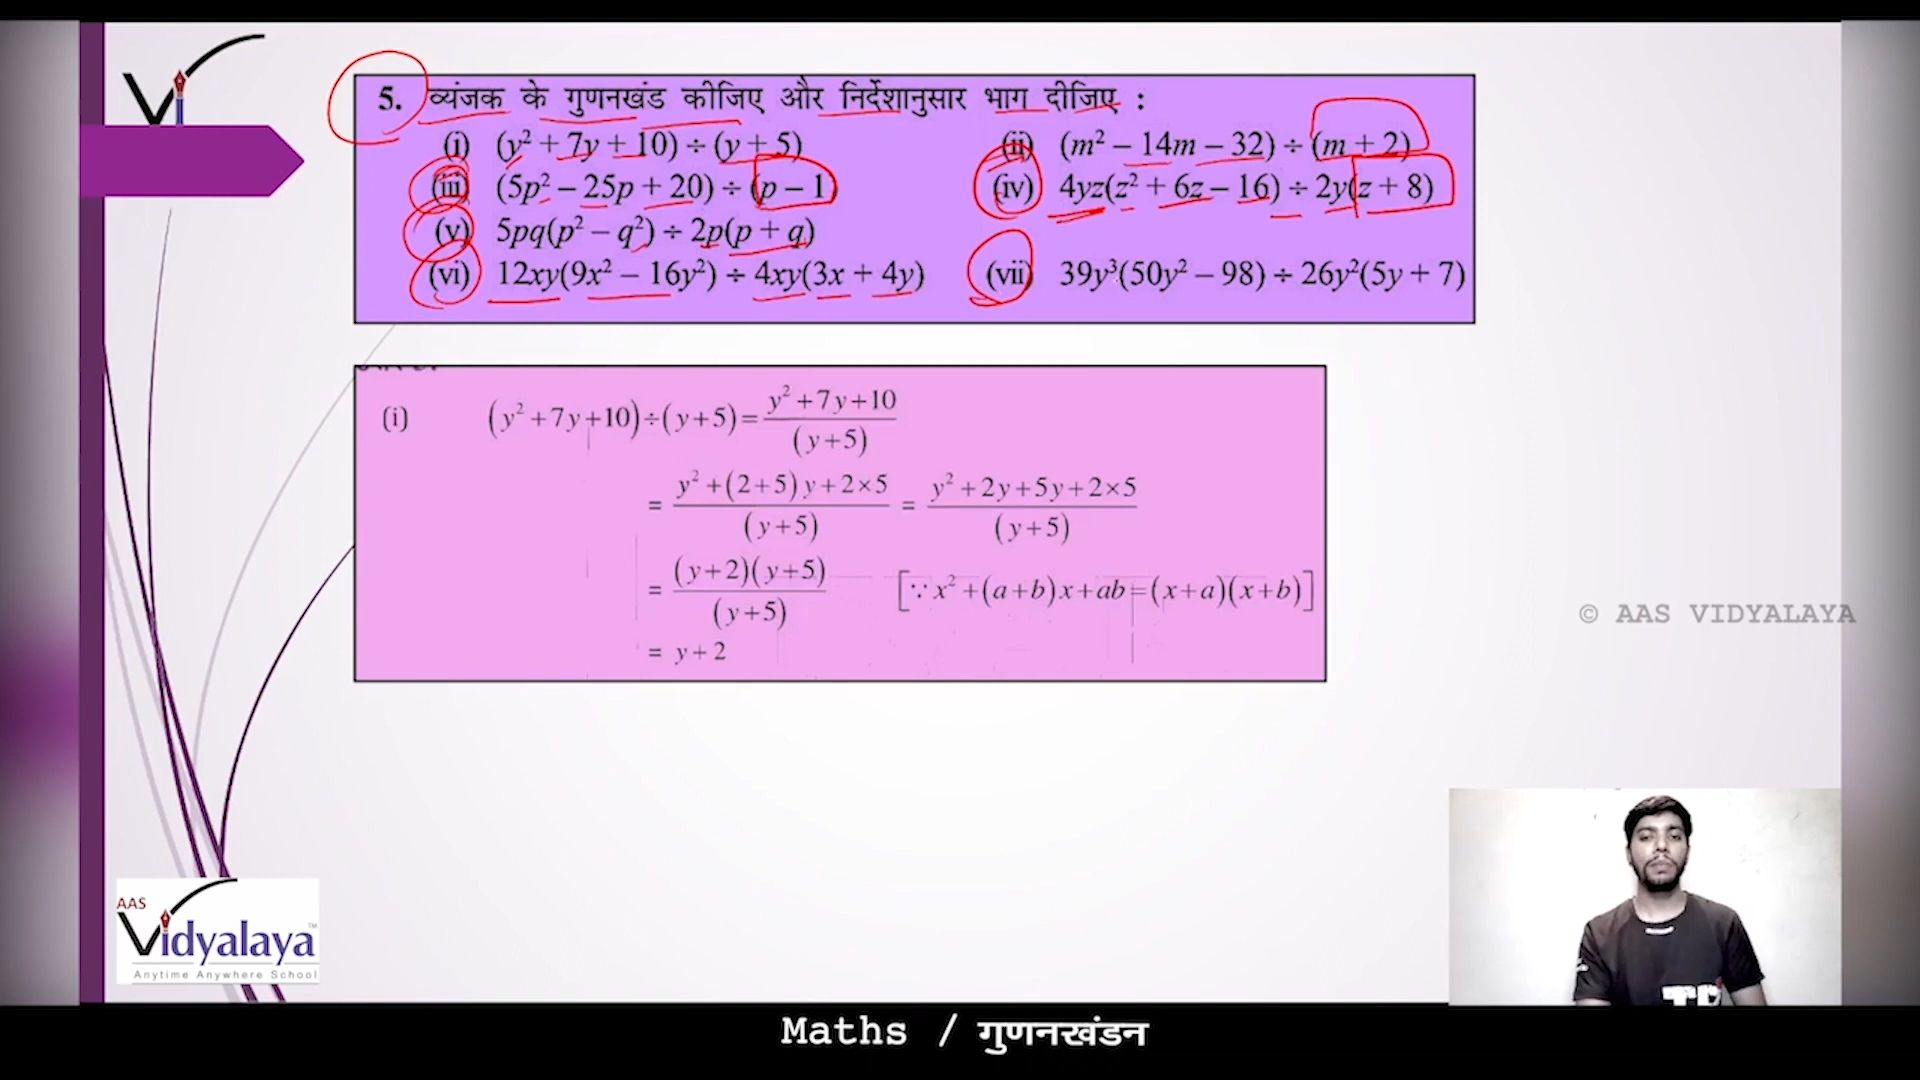 5. व्यंजक के गुणनखंड कीजिए और निर्देशानुसार भाग दीजिए :
(i) (y² + 7y + 10) ÷ (y + 5) (ii) (m² – 14m – 32) ÷ (m + 2)
(iii) (5p² – 25p + 20) ÷ (p – 1) (iv) 4yz(z² + 6z – 16) ÷ 2y(z + 8)
(v) 5pq(p² – q²) ÷ 2p(p + q)
(vi) 12xy(9x² – 16y²) ÷ 4xy(3x + 4y) (vii) 39y³(50y² – 98) ÷ 26y²(5y + 7)
(i) (y²+7y+10)÷(y+5) = (y²+7y+10)/(y+5)
= (y²+(2+5)y+2×5)/(y+5) = (y²+2y+5y+2×5)/(y+5)
= (y+2)(y+5)/(y+5) [∵ x²+(a+b)x+ab=(x+a)(x+b)]
= y+2
© AAS VIDYALAYA
AAS
Vidyalaya™
Anytime Anywhere School
Maths / गुणनखंडन